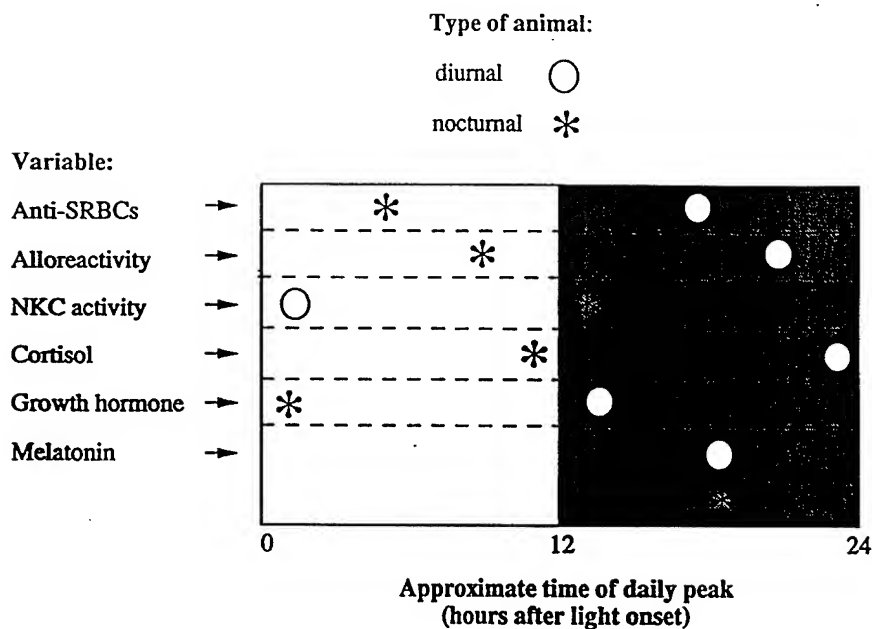 Type of animal:
diurnal
nocturnal
Variable:
Anti-SRBCs
Alloreactivity
NKC activity
Cortisol
Growth hormone
Melatonin
0 12 24
Approximate time of daily peak
(hours after light onset)